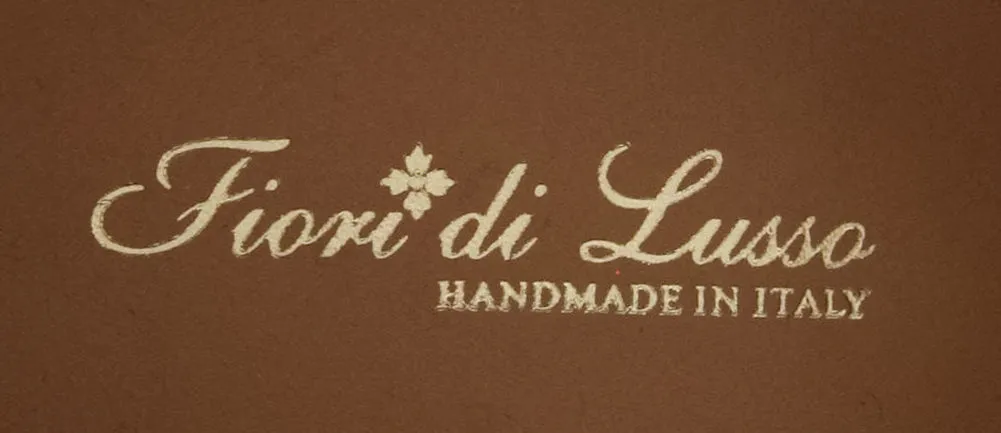 Fiori di Lusso
HANDMADE IN ITALY